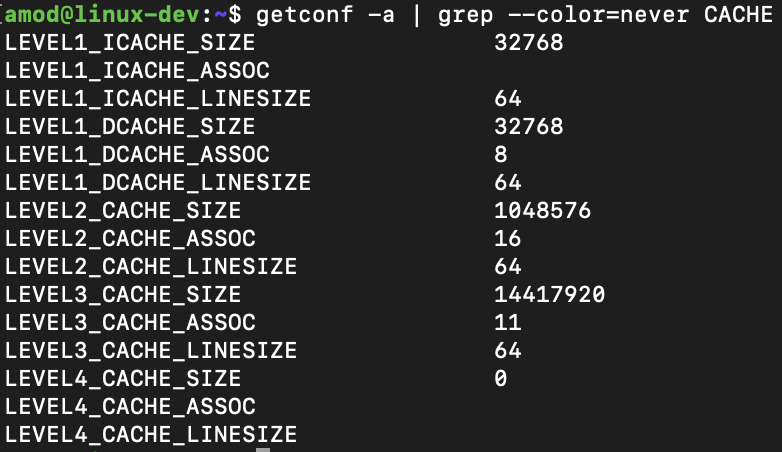 [amod@linux-dev:~$ getconf -a | grep --color=never CACHE
LEVEL1_ICACHE_SIZE                 32768
LEVEL1_ICACHE_ASSOC
LEVEL1_ICACHE_LINESIZE             64
LEVEL1_DCACHE_SIZE                 32768
LEVEL1_DCACHE_ASSOC                8
LEVEL1_DCACHE_LINESIZE             64
LEVEL2_CACHE_SIZE                  1048576
LEVEL2_CACHE_ASSOC                 16
LEVEL2_CACHE_LINESIZE              64
LEVEL3_CACHE_SIZE                  14417920
LEVEL3_CACHE_ASSOC                 11
LEVEL3_CACHE_LINESIZE              64
LEVEL4_CACHE_SIZE                  0
LEVEL4_CACHE_ASSOC
LEVEL4_CACHE_LINESIZE